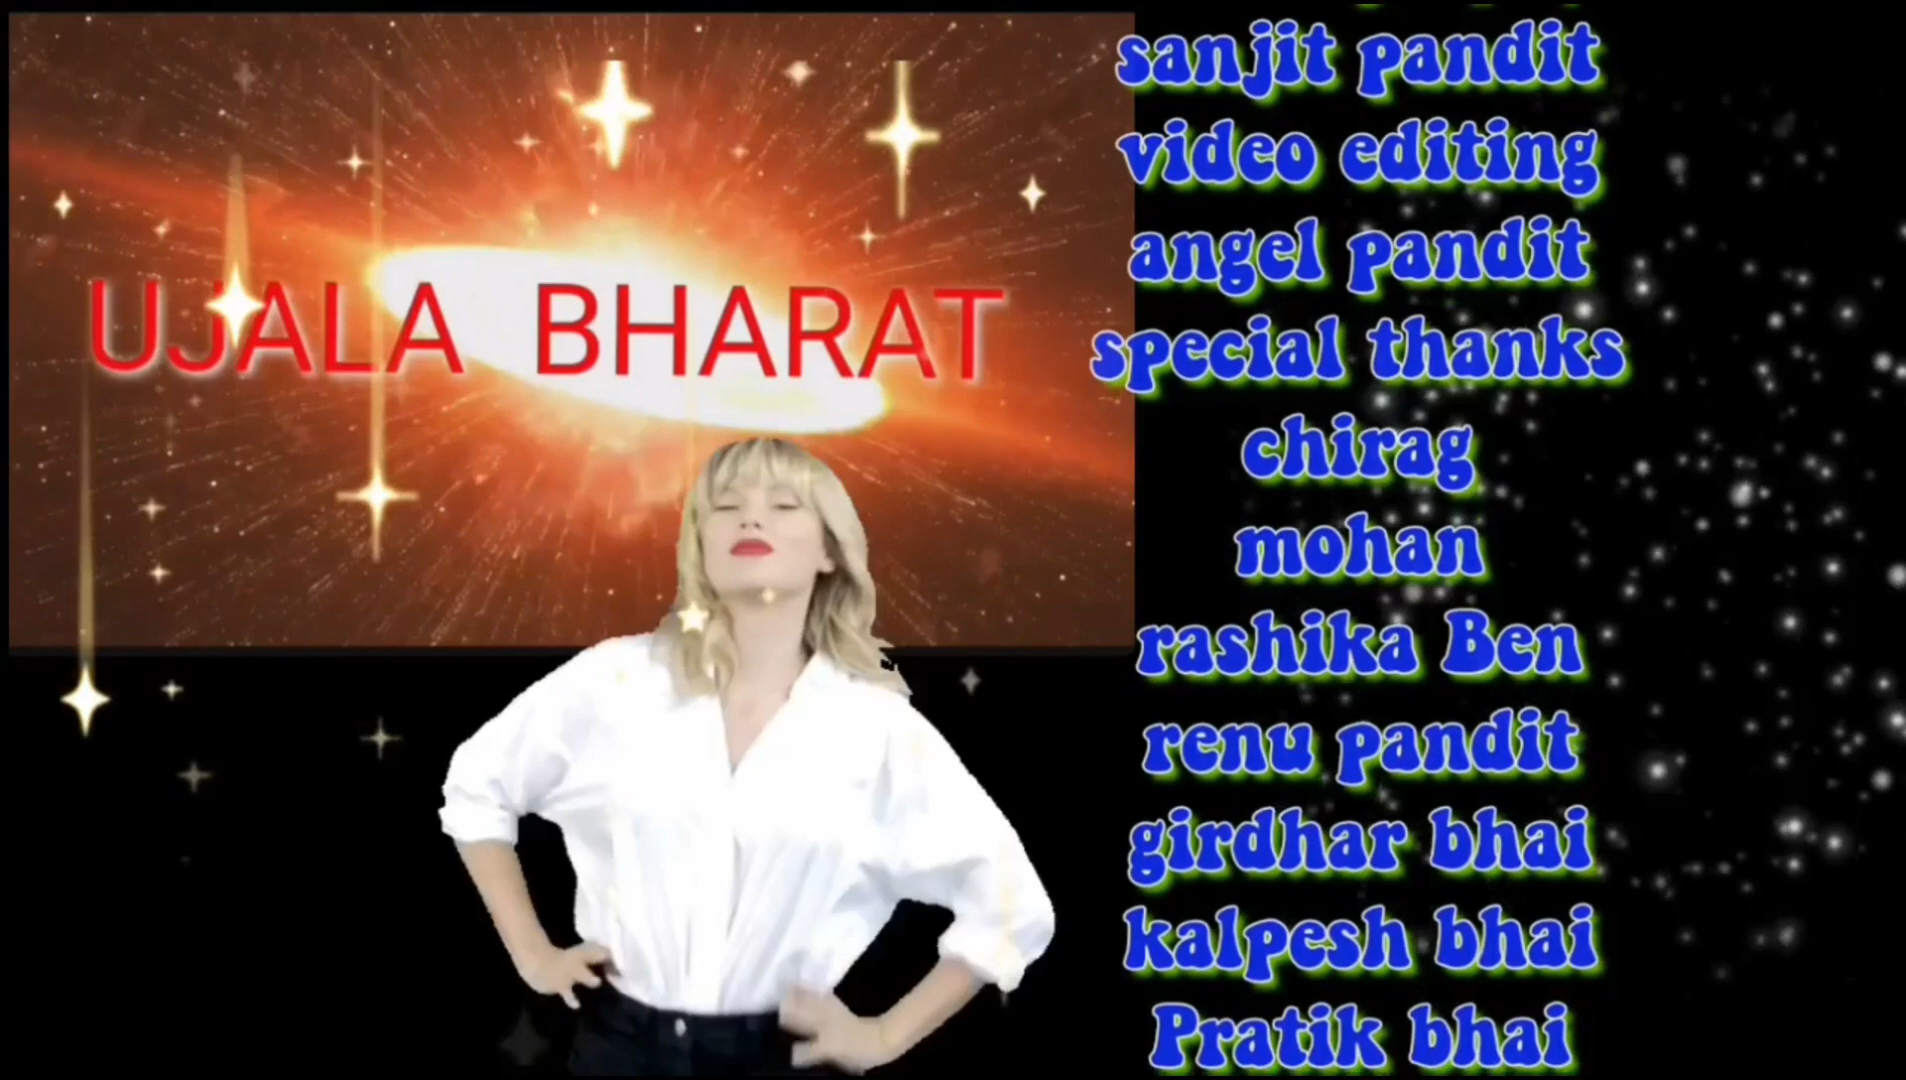 UJALA BHARAT
sanjit pandit
video editing
angel pandit
special thanks
chirag
mohan
rashika Ben
renu pandit
girdhar bhai
kalpesh bhai
Pratik bhai